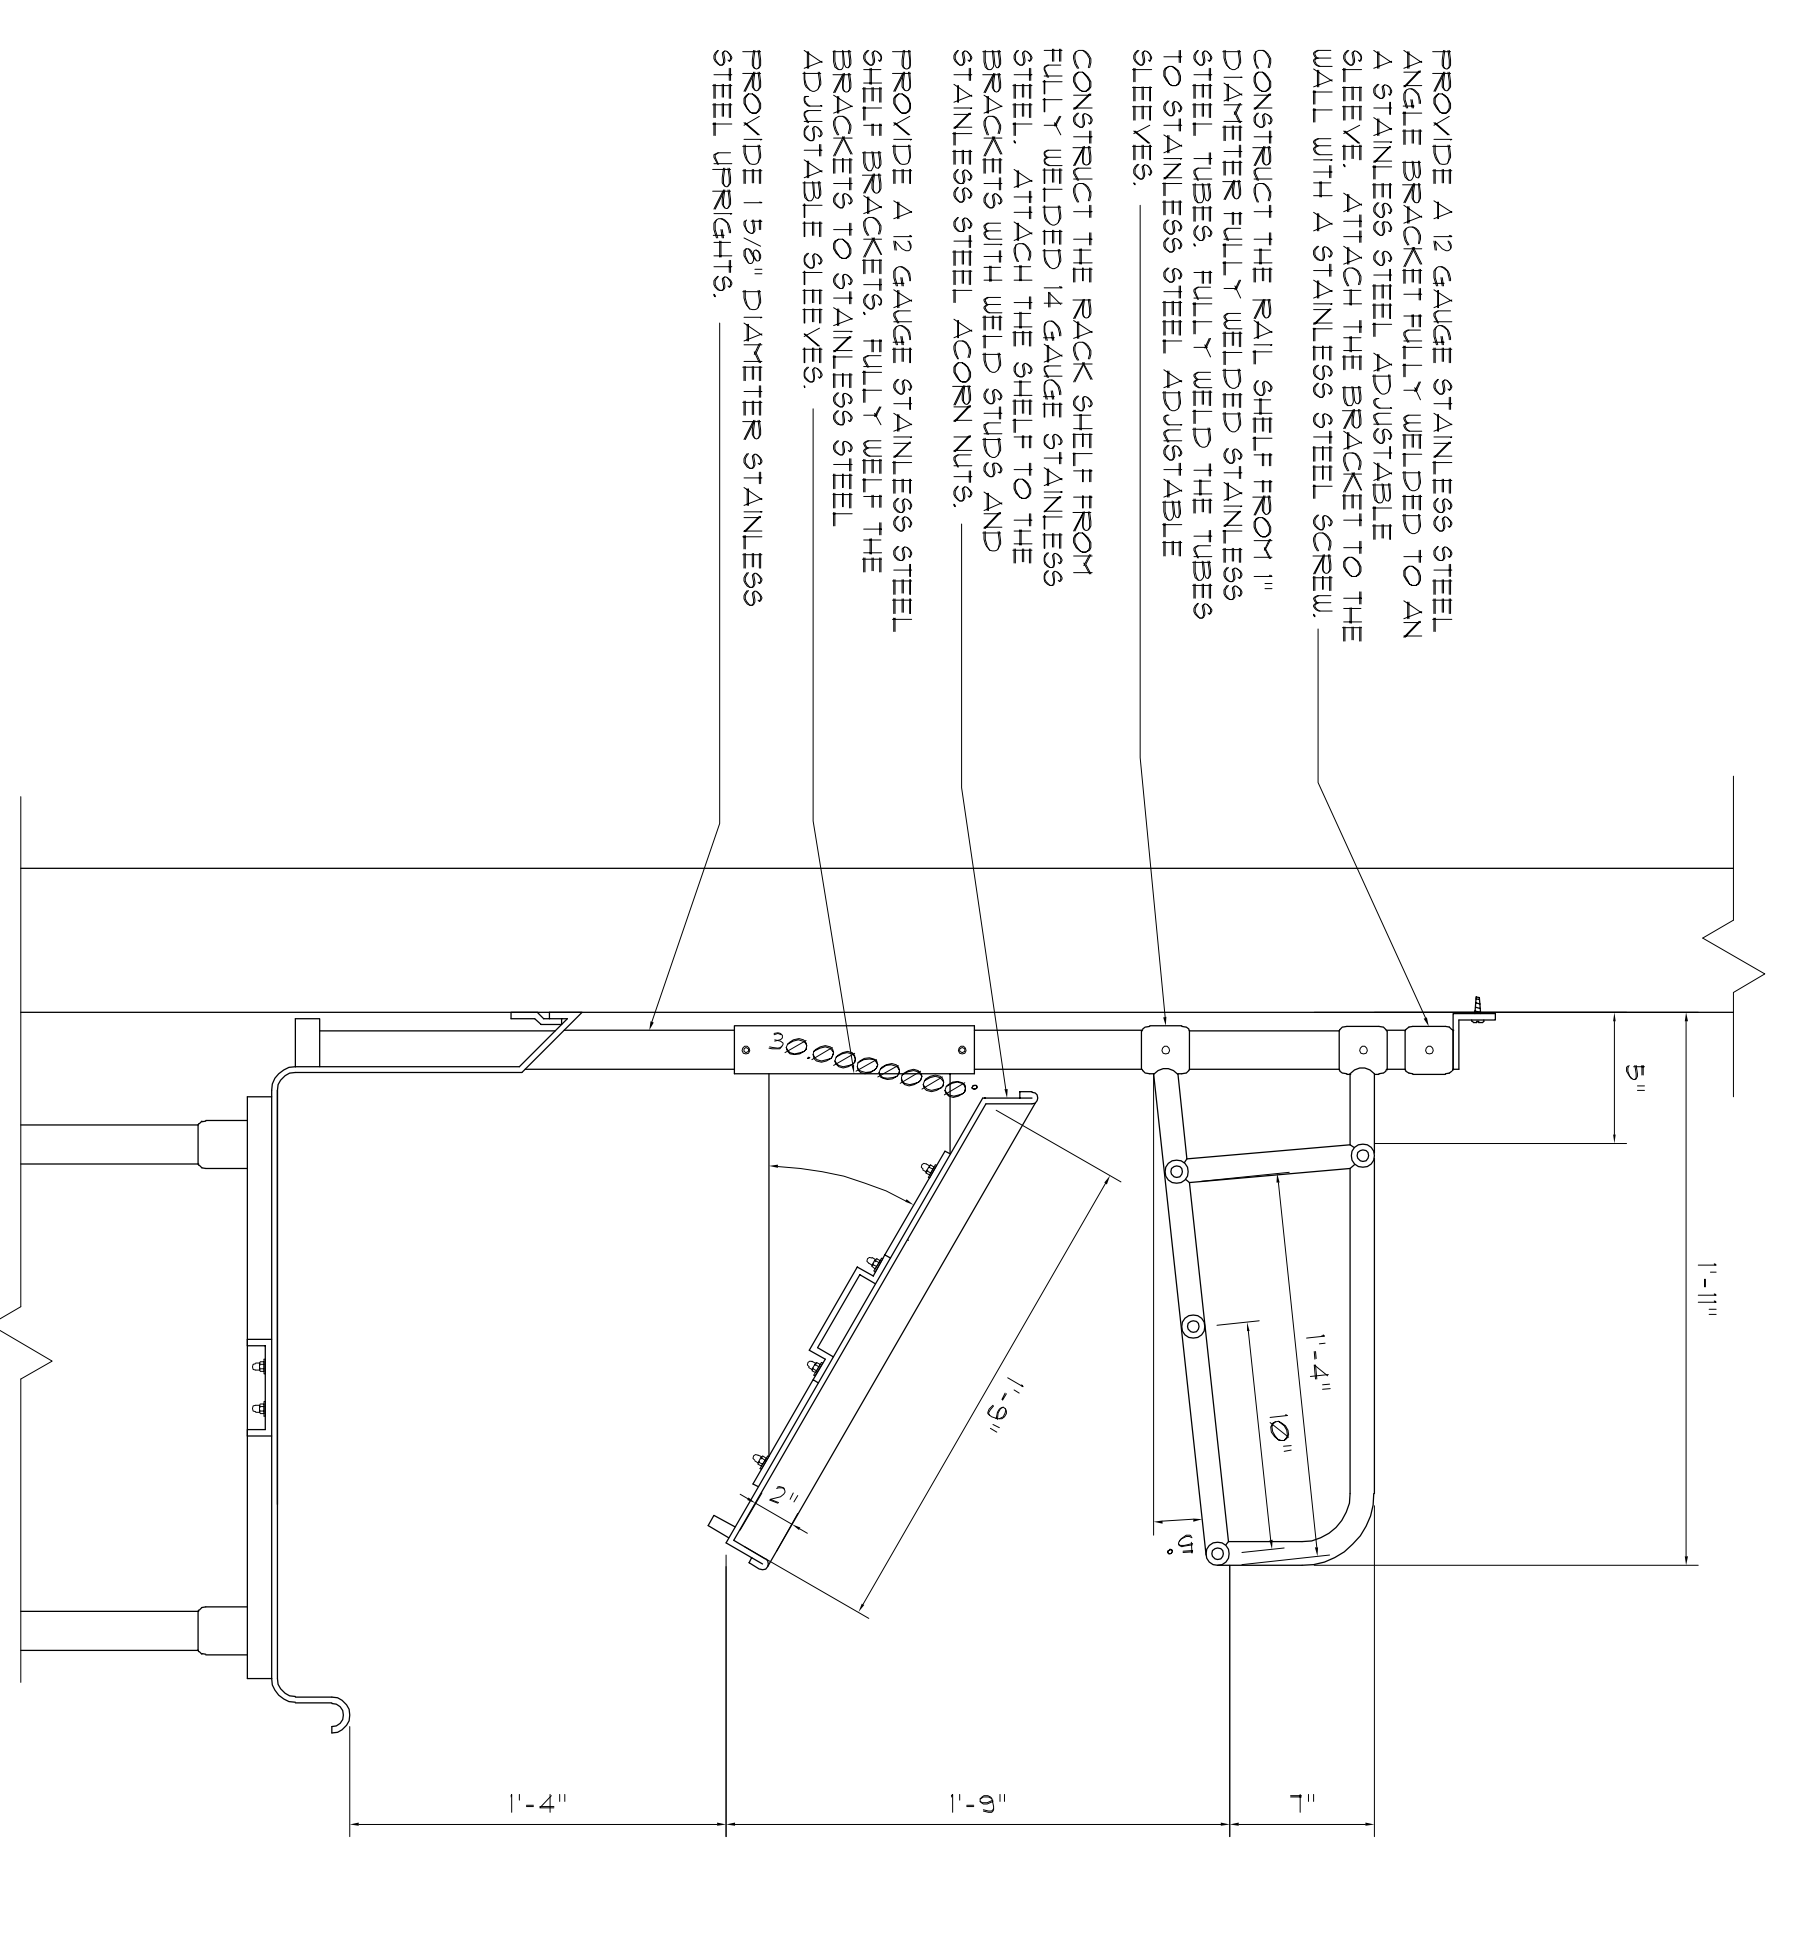 PROVIDE A 12 GAUGE STAINLESS STEEL
ANGLE BRACKET FULLY WELDED TO AN
A STAINLESS STEEL ADJUSTABLE
SLEEVE. ATTACH THE BRACKET TO THE
WALL WITH A STAINLESS STEEL SCREW.
CONSTRUCT THE RAIL SHELF FROM 1"
DIAMETER FULLY WELDED STAINLESS
STEEL TUBES. FULLY WELD THE TUBES
TO STAINLESS STEEL ADJUSTABLE
SLEEVES.
CONSTRUCT THE RACK SHELF FROM
FULLY WELDED 14 GAUGE STAINLESS
STEEL. ATTACH THE SHELF TO THE
BRACKETS WITH WELD STUDS AND
STAINLESS STEEL ACORN NUTS.
PROVIDE A 12 GAUGE STAINLESS STEEL
SHELF BRACKETS. FULLY WELF THE
BRACKETS TO STAINLESS STEEL
ADJUSTABLE SLEEVES.
PROVIDE 1 5/8" DIAMETER STAINLESS
STEEL UPRIGHTS.
1'-11"
5"
1'-4"
10"
5°
1'-9"
2"
30.0000000°
7"
1'-9"
1'-4"